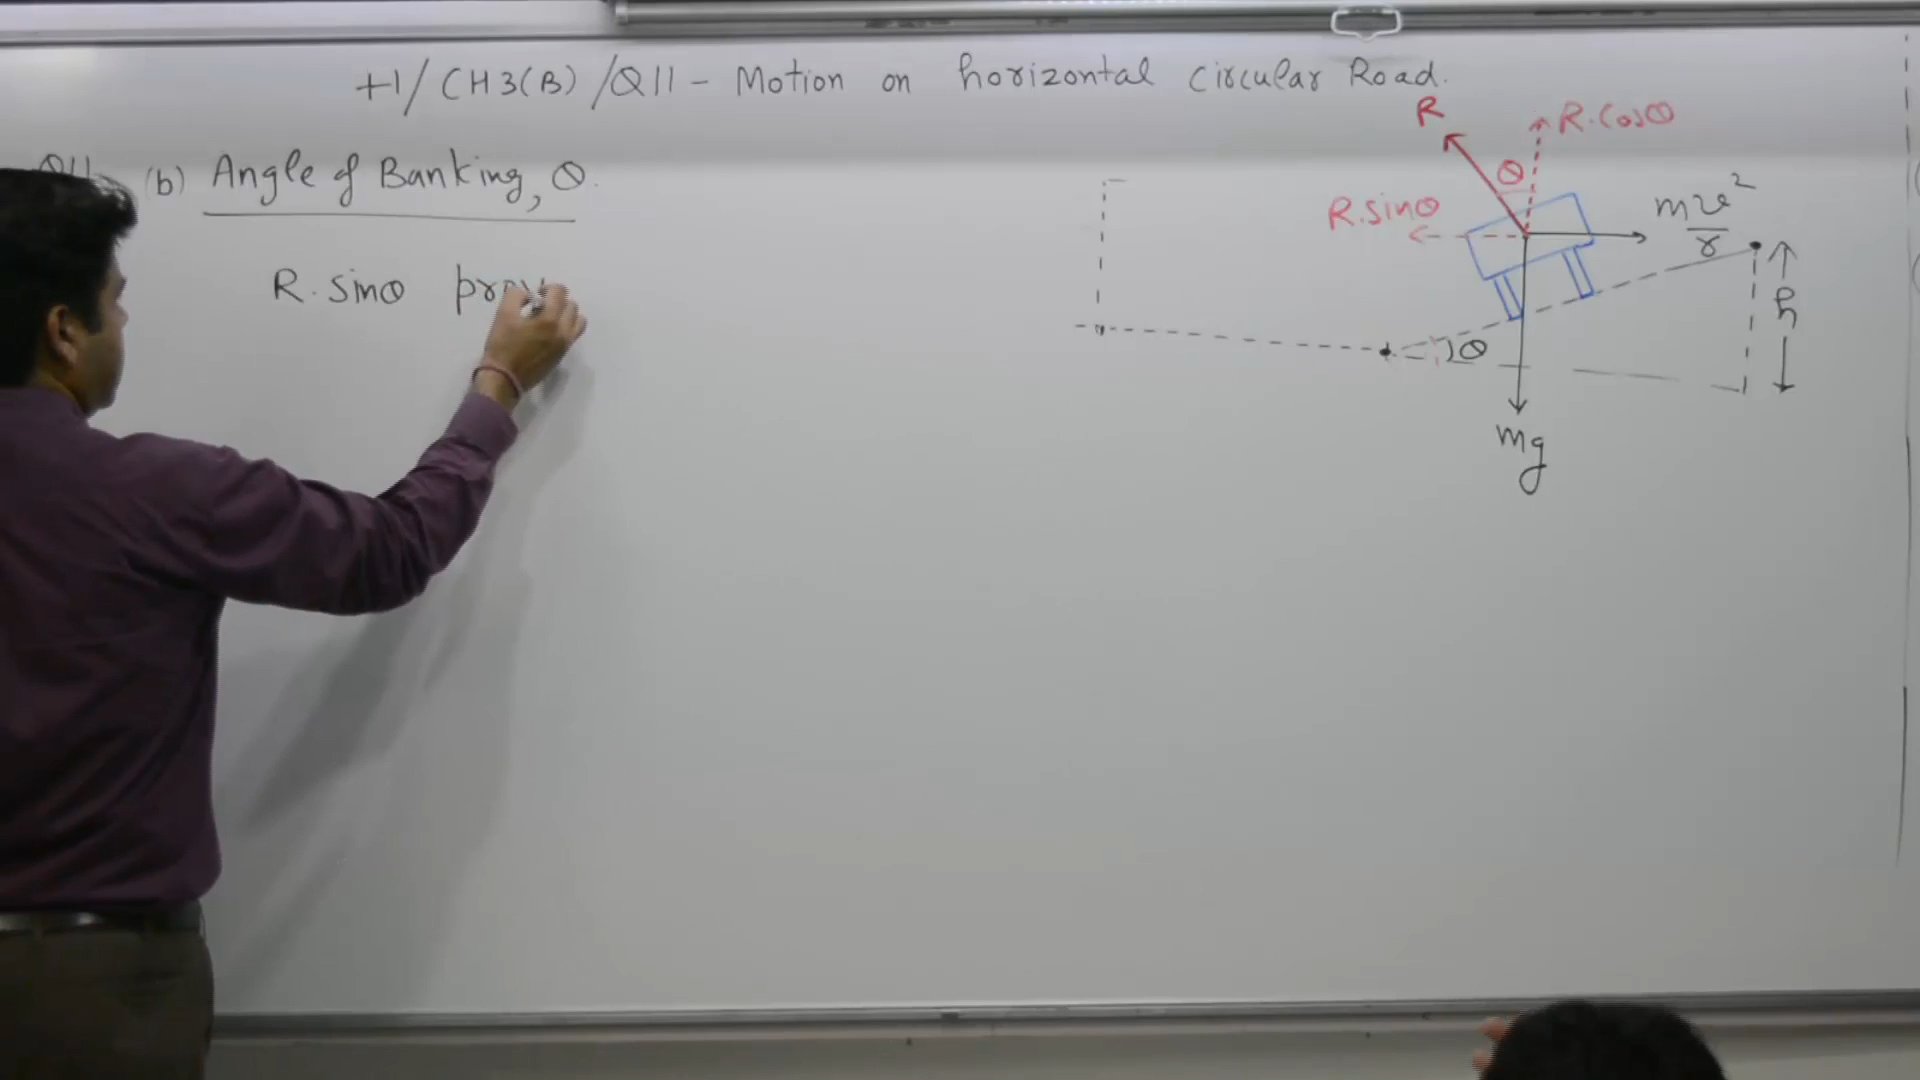 +1/CH3(B)/Q11 - Motion on horizontal Circular Road.
(b) Angle of Banking, θ.
R.sinθ
R
R.cosθ
θ
R.sinθ
mv²/r
h
θ
mg